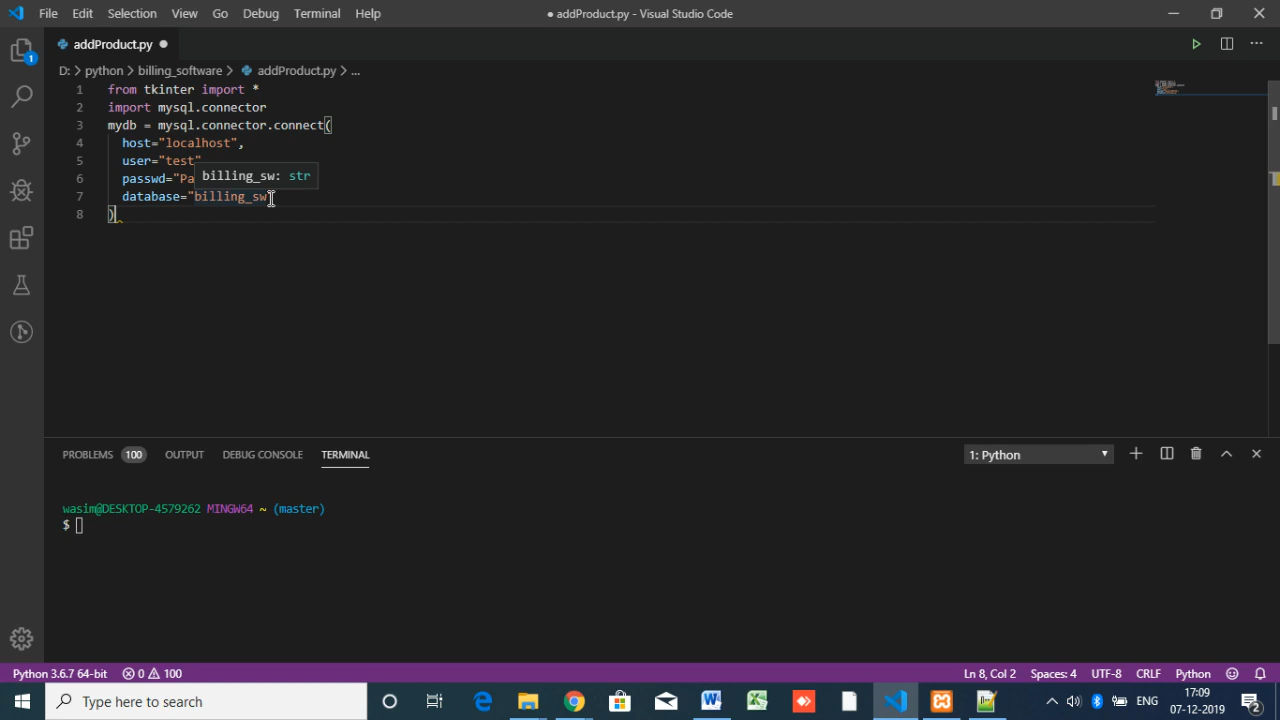 File Edit Selection View Go Debug Terminal Help
● addProduct.py - Visual Studio Code
addProduct.py ●
D: > python > billing_software > addProduct.py > ...
1 from tkinter import *
2 import mysql.connector
3 mydb = mysql.connector.connect(
4 host="localhost",
5 user="test"
billing_sw: str
6 passwd="Pa
7 database="billing_sw
8 )
1
PROBLEMS 100 OUTPUT DEBUG CONSOLE TERMINAL
1: Python
wasim@DESKTOP-4579262 MINGW64 ~ (master)
$
Python 3.6.7 64-bit 0 100
Ln 8, Col 2 Spaces: 4 UTF-8 CRLF Python
Type here to search
ENG
17:09
07-12-2019
2